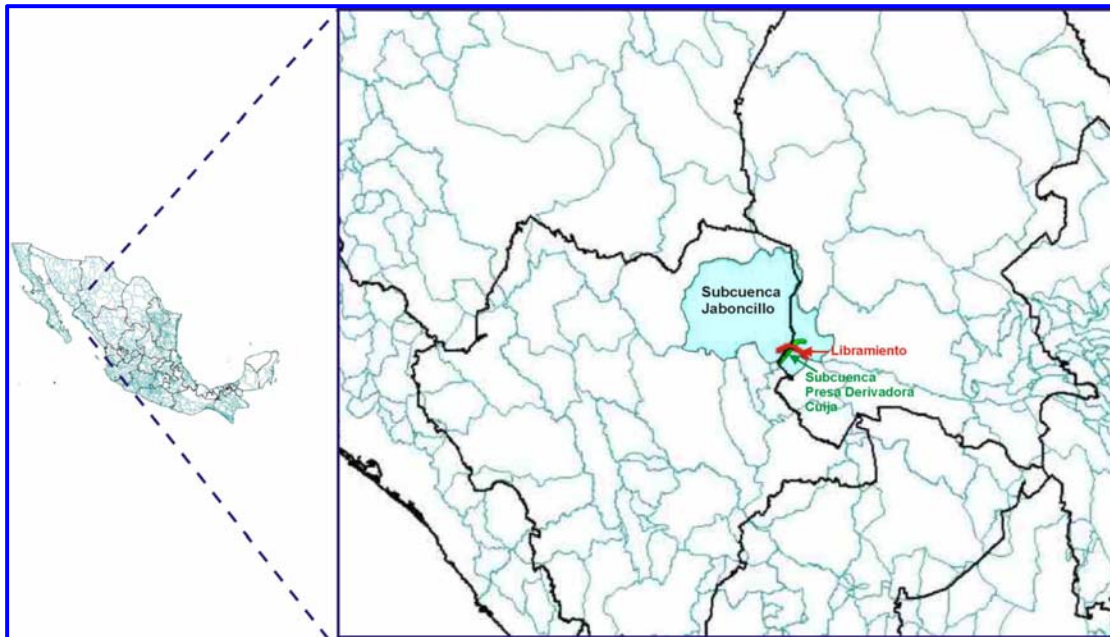 Subcuenca
Jaboncillo
Libramiento
Subcuenca
Presa Derivadora
Cuija